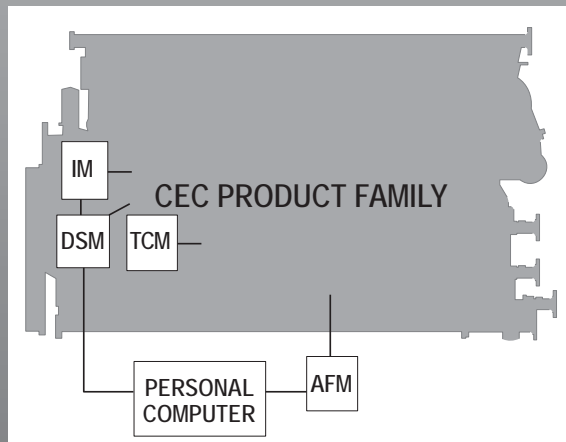 IM
CEC PRODUCT FAMILY
DSM
TCM
PERSONAL
COMPUTER
AFM